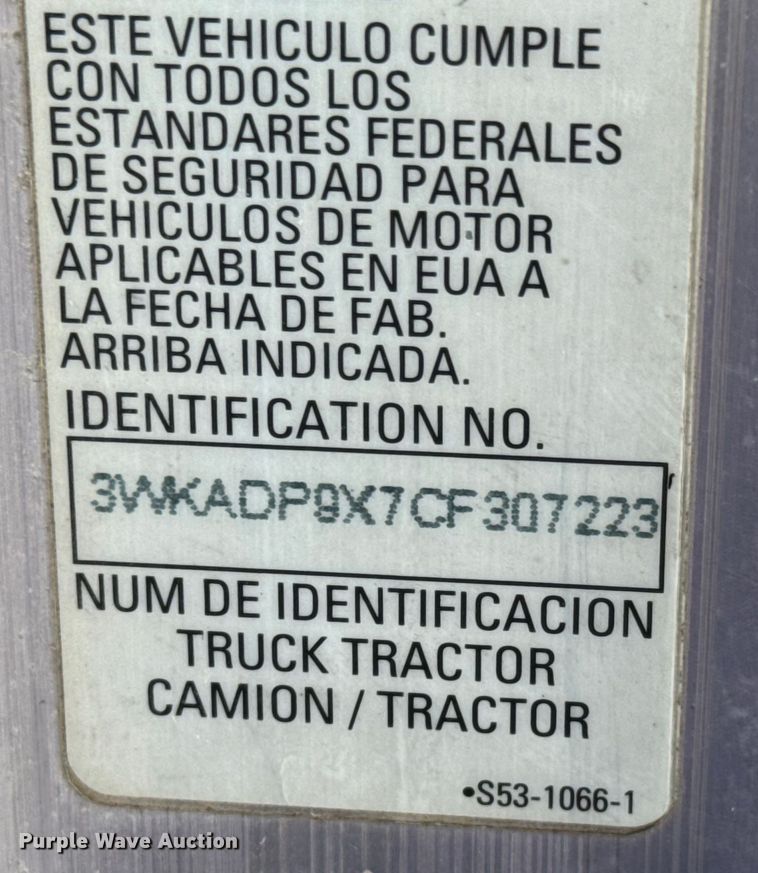 ESTE VEHICULO CUMPLE
CON TODOS LOS
ESTANDARES FEDERALES
DE SEGURIDAD PARA
VEHICULOS DE MOTOR
APLICABLES EN EUA A
LA FECHA DE FAB.
ARRIBA INDICADA.
IDENTIFICATION NO.
3WKADP9X7CF307223
NUM DE IDENTIFICACION
TRUCK TRACTOR
CAMION / TRACTOR
•S53-1066-1
Purple Wave Auction